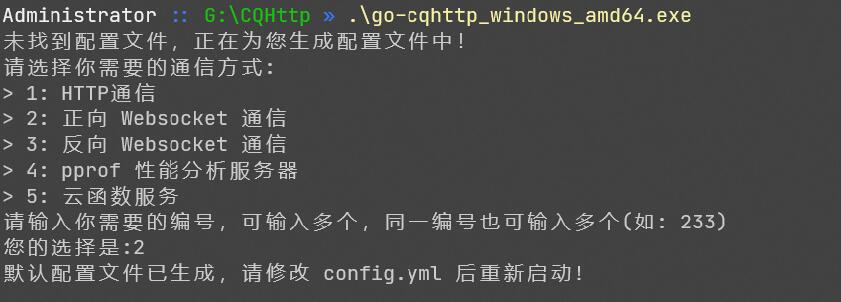 Administrator :: G:\CQHttp » .\go-cqhttp_windows_amd64.exe
未找到配置文件，正在为您生成配置文件中！
请选择你需要的通信方式:
> 1: HTTP通信
> 2: 正向 Websocket 通信
> 3: 反向 Websocket 通信
> 4: pprof 性能分析服务器
> 5: 云函数服务
请输入你需要的编号，可输入多个，同一编号也可输入多个(如: 233)
您的选择是:2
默认配置文件已生成，请修改 config.yml 后重新启动！